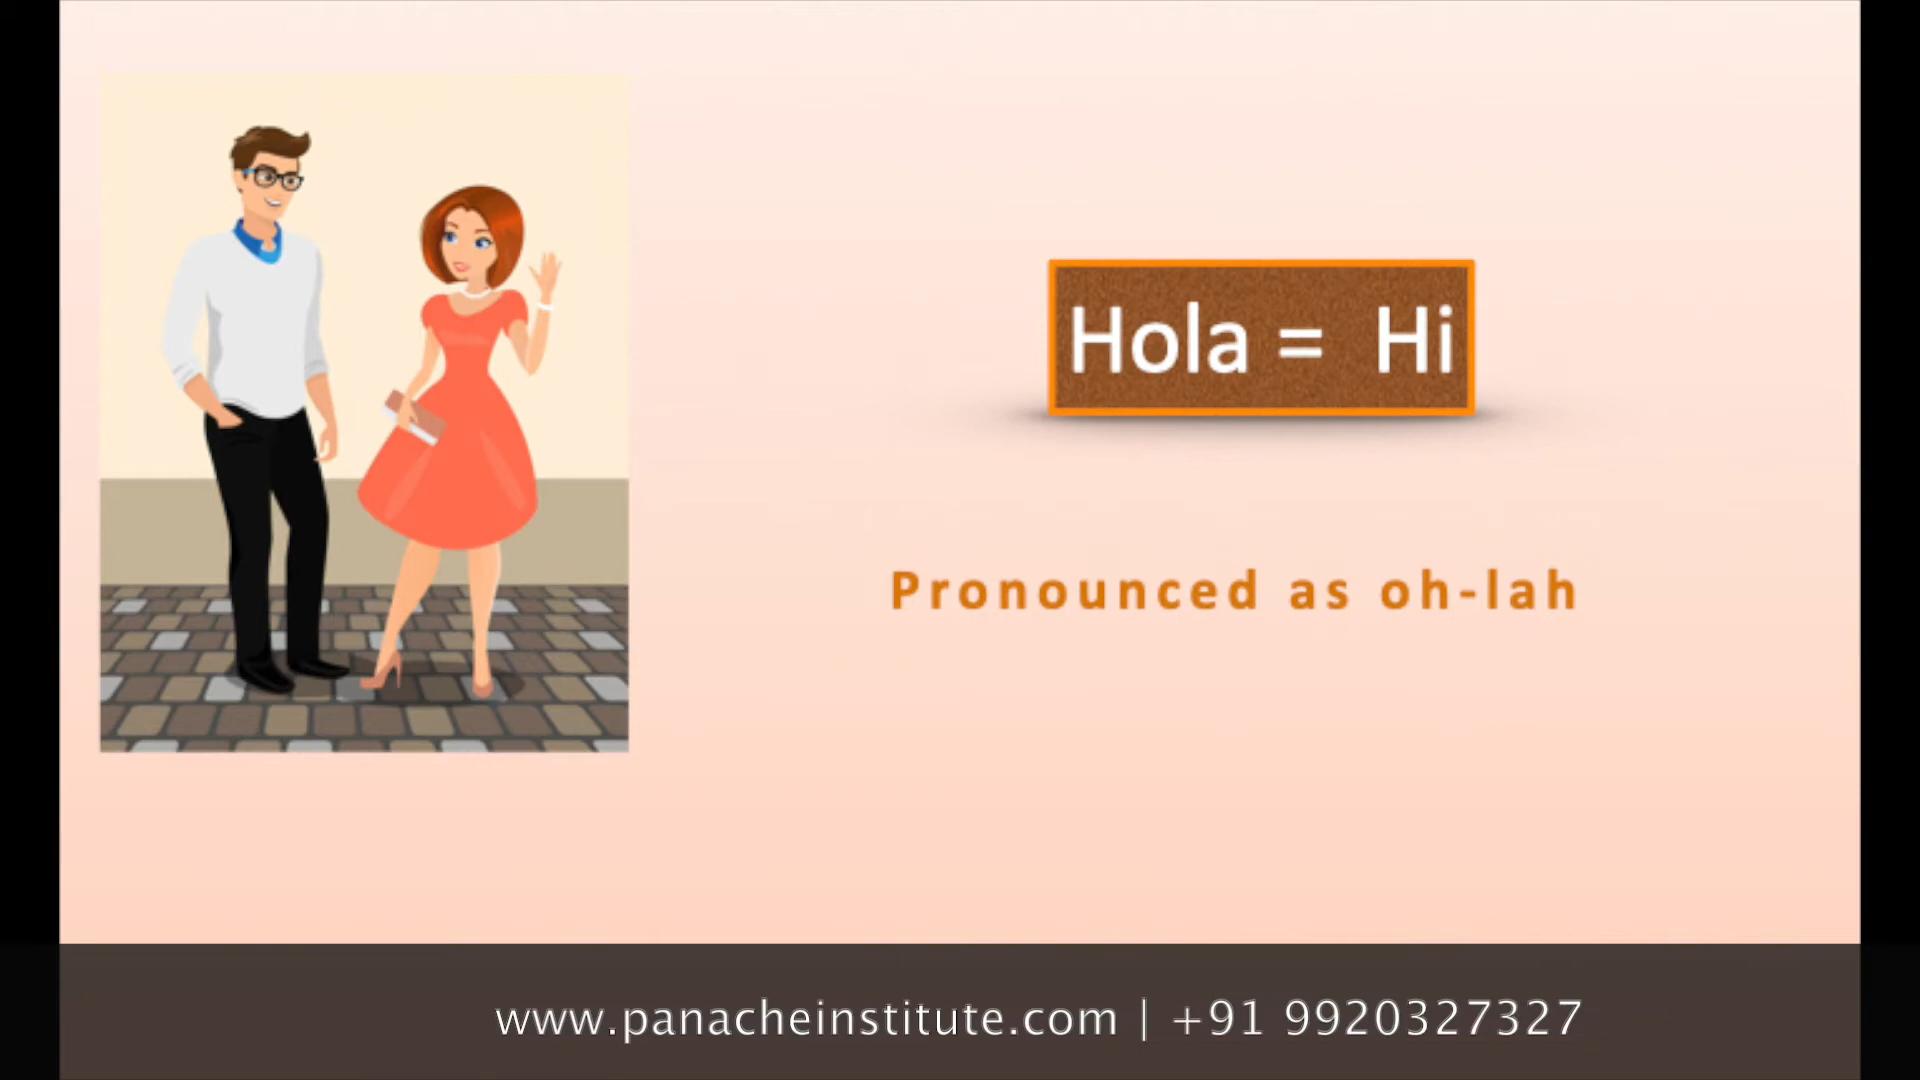 Hola = Hi
Pronounced as oh-lah
www.panacheinstitute.com | +91 9920327327